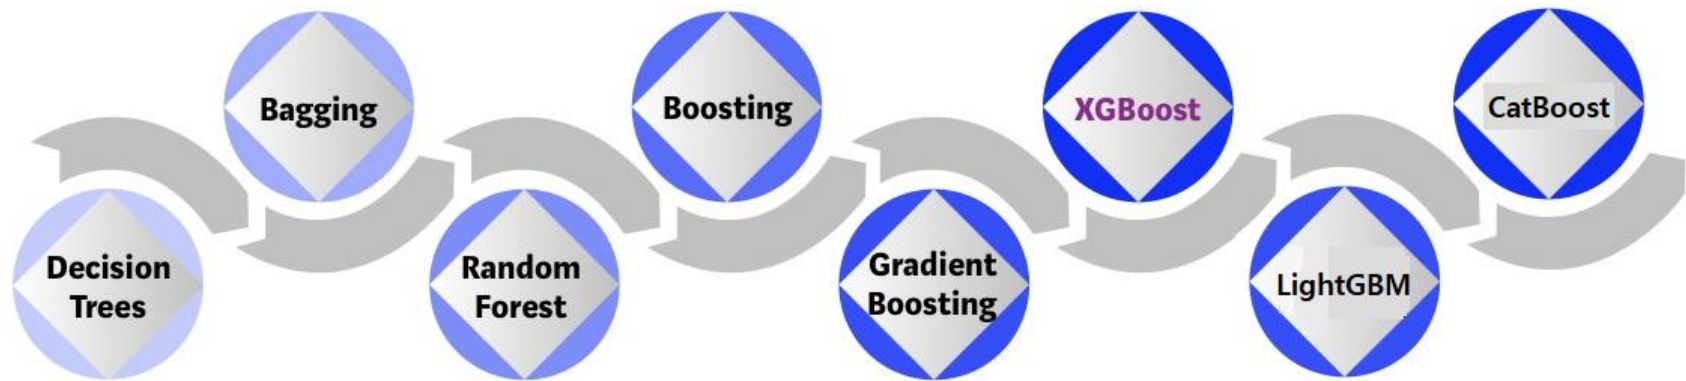 Decision
Trees
Bagging
Random
Forest
Boosting
Gradient
Boosting
XGBoost
LightGBM
CatBoost